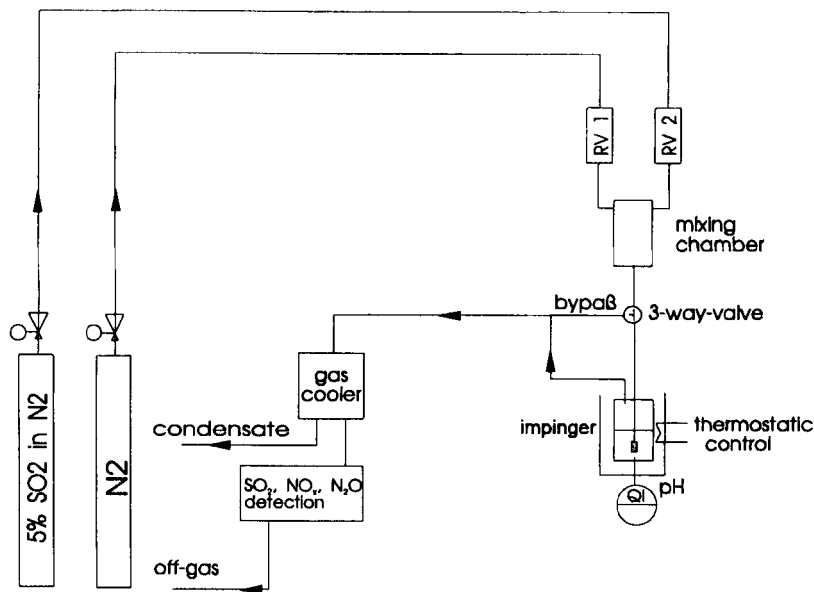 RV 1
RV 2
mixing
chamber
bypaß
3-way-valve
gas
cooler
impinger
thermostatic
control
condensate
5% SO2 in N2
N2
SO₂, NOₓ, N₂O
detection
QI
pH
off-gas